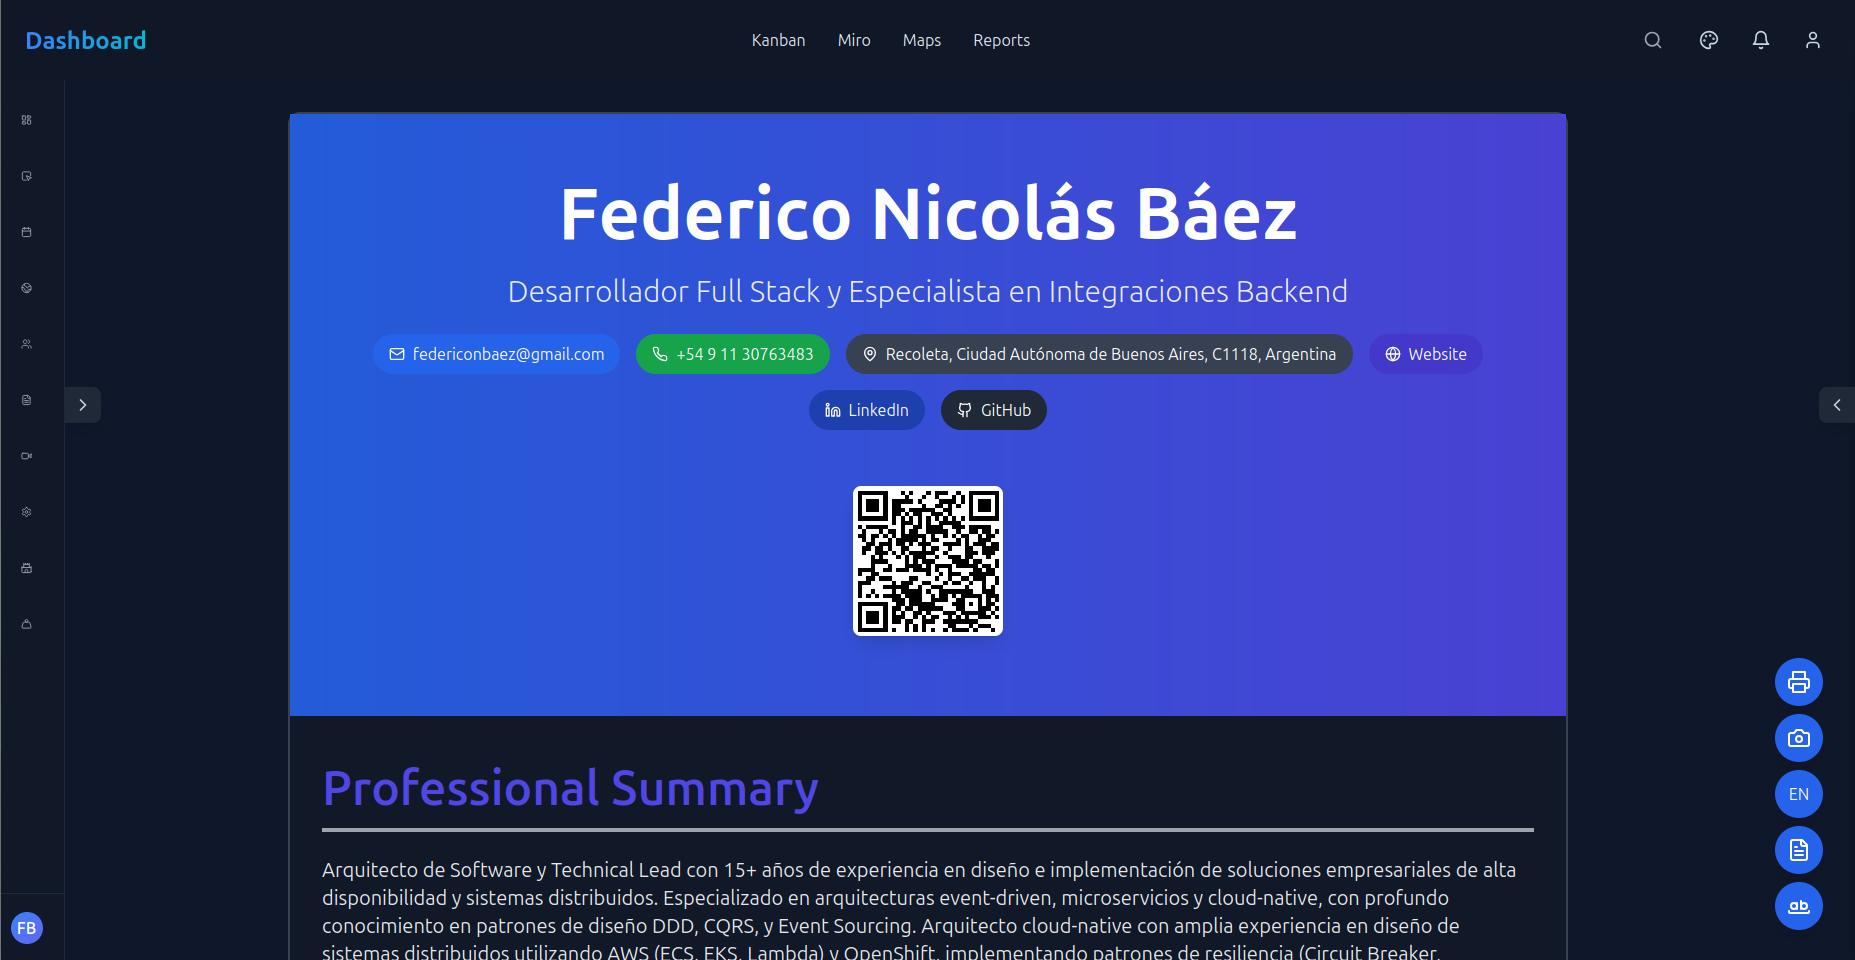 Dashboard
Kanban Miro Maps Reports
Federico Nicolás Báez
Desarrollador Full Stack y Especialista en Integraciones Backend
federiconbaez@gmail.com +54 9 11 30763483 Recoleta, Ciudad Autónoma de Buenos Aires, C1118, Argentina Website
LinkedIn GitHub
Professional Summary
Arquitecto de Software y Technical Lead con 15+ años de experiencia en diseño e implementación de soluciones empresariales de alta
disponibilidad y sistemas distribuidos. Especializado en arquitecturas event-driven, microservicios y cloud-native, con profundo
conocimiento en patrones de diseño DDD, CQRS, y Event Sourcing. Arquitecto cloud-native con amplia experiencia en diseño de
sistemas distribuidos utilizando AWS (ECS, EKS, Lambda) y OpenShift, implementando patrones de resiliencia (Circuit Breaker,
EN
ab
FB